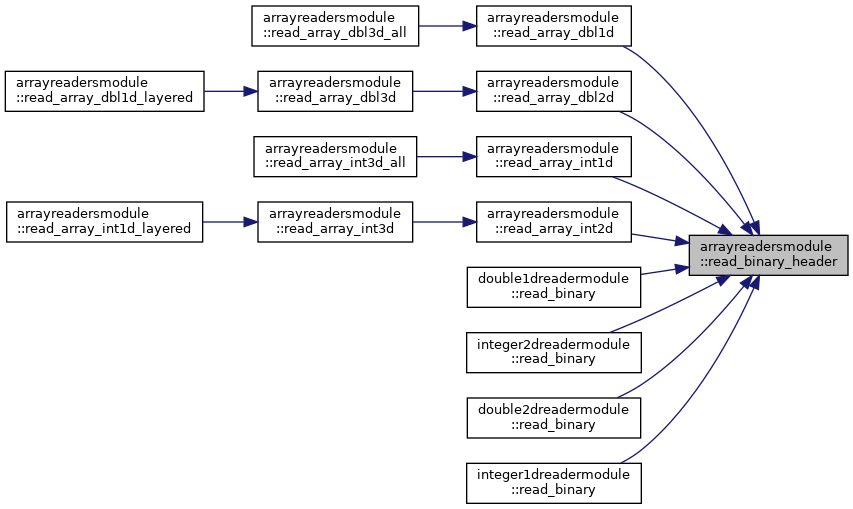 arrayreadersmodule
::read_array_dbl3d_all
arrayreadersmodule
::read_array_dbl1d
arrayreadersmodule
::read_array_dbl1d_layered
arrayreadersmodule
::read_array_dbl3d
arrayreadersmodule
::read_array_dbl2d
arrayreadersmodule
::read_array_int3d_all
arrayreadersmodule
::read_array_int1d
arrayreadersmodule
::read_array_int1d_layered
arrayreadersmodule
::read_array_int3d
arrayreadersmodule
::read_array_int2d
arrayreadersmodule
::read_binary_header
double1dreadermodule
::read_binary
integer2dreadermodule
::read_binary
double2dreadermodule
::read_binary
integer1dreadermodule
::read_binary